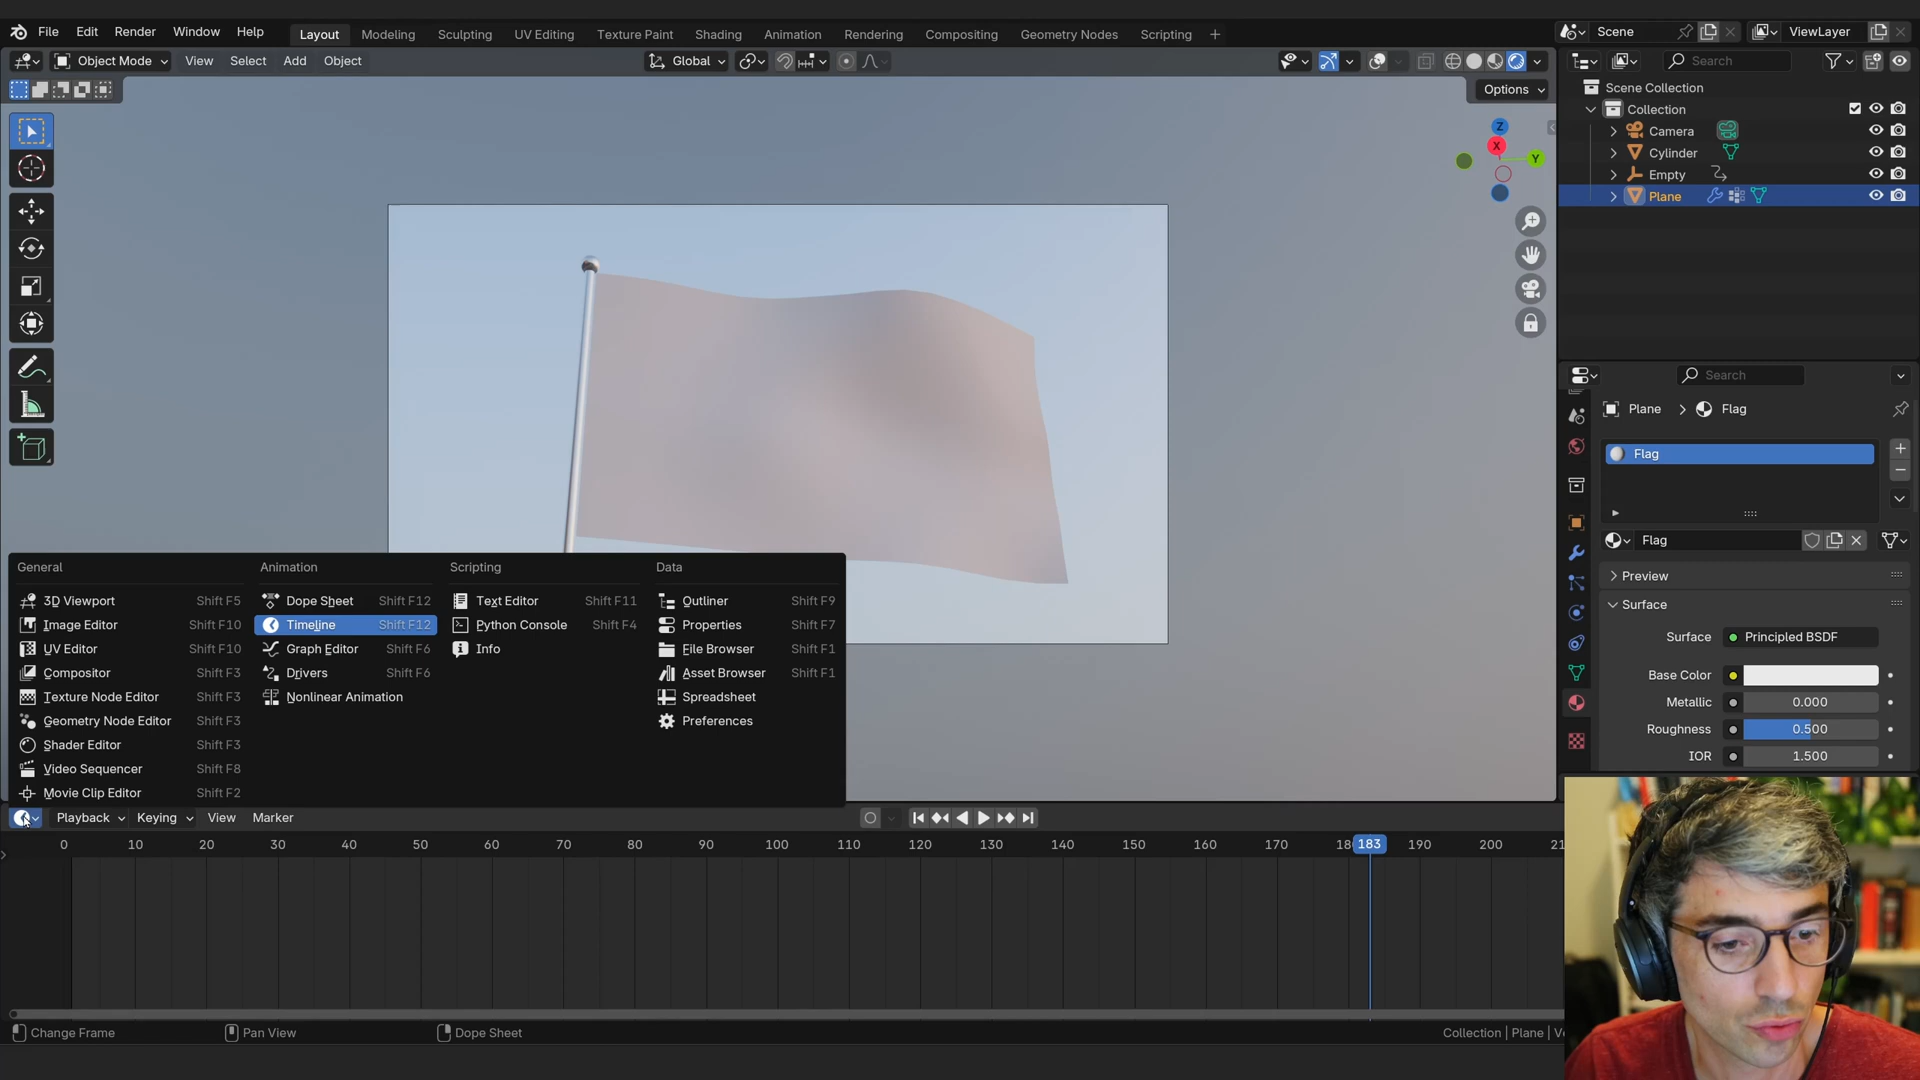 File Edit Render Window Help Layout Modeling Sculpting UV Editing Texture Paint Shading Animation Rendering Compositing Geometry Nodes Scripting + Scene ViewLayer
Object Mode View Select Add Object Global Search
Options
Scene Collection
Collection
Camera
Cylinder
Empty
Plane
Z
X
Y
Search
Plane > Flag
Flag
Flag
Preview
Surface
Surface Principled BSDF
Base Color
Metallic 0.000
Roughness 0.500
IOR 1.500
General Animation Scripting Data
3D Viewport Shift F5 Dope Sheet Shift F12 Text Editor Shift F11 Outliner Shift F9
Image Editor Shift F10 Timeline Shift F12 Python Console Shift F4 Properties Shift F7
UV Editor Shift F10 Graph Editor Shift F6 Info File Browser Shift F1
Compositor Shift F3 Drivers Shift F6 Asset Browser Shift F1
Texture Node Editor Shift F3 Nonlinear Animation Spreadsheet
Geometry Node Editor Shift F3 Preferences
Shader Editor Shift F3
Video Sequencer Shift F8
Movie Clip Editor Shift F2
Playback Keying View Marker
0 10 20 30 40 50 60 70 80 90 100 110 120 130 140 150 160 170 183 190 200
Change Frame Pan View Dope Sheet Collection | Plane |